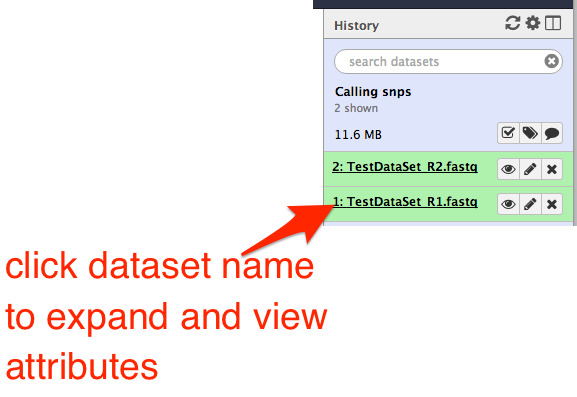 History
search datasets
Calling snps
2 shown
11.6 MB
2: TestDataSet_R2.fastq
1: TestDataSet_R1.fastq
click dataset name
to expand and view
attributes